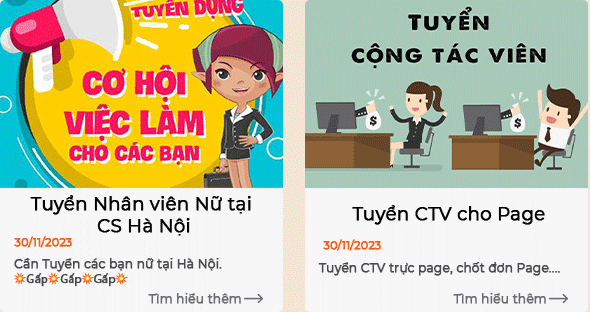 TUYỂN DỤNG
CƠ HỘI
VIỆC LÀM
CHO CÁC BẠN
Tuyển Nhân viên Nữ tại
CS Hà Nội
30/11/2023
Cần Tuyển các bạn nữ tại Hà Nội.
💥Gấp💥Gấp💥Gấp💥
Tìm hiểu thêm⟶
TUYỂN
CỘNG TÁC VIÊN
Tuyển CTV cho Page
30/11/2023
Tuyển CTV trực page, chốt đơn Page....
Tìm hiểu thêm⟶